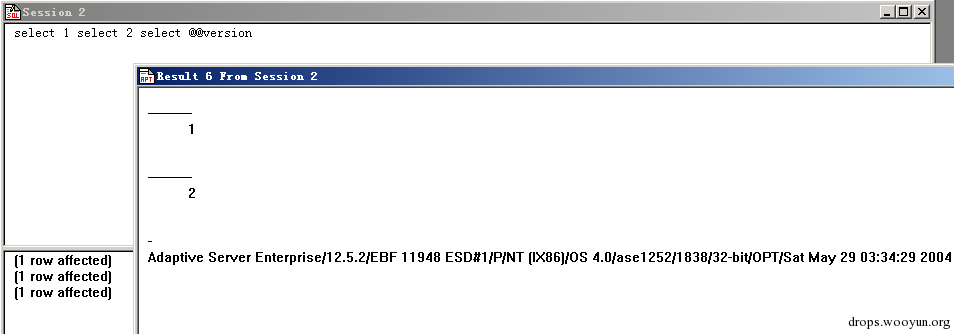 Session 2
select 1 select 2 select @@version
Result 6 From Session 2
1
2
Adaptive Server Enterprise/12.5.2/EBF 11948 ESD#1/P/NT (IX86)/OS 4.0/ase1252/1838/32-bit/OPT/Sat May 29 03:34:29 2004
(1 row affected)
(1 row affected)
(1 row affected)
drops.wooyun.org